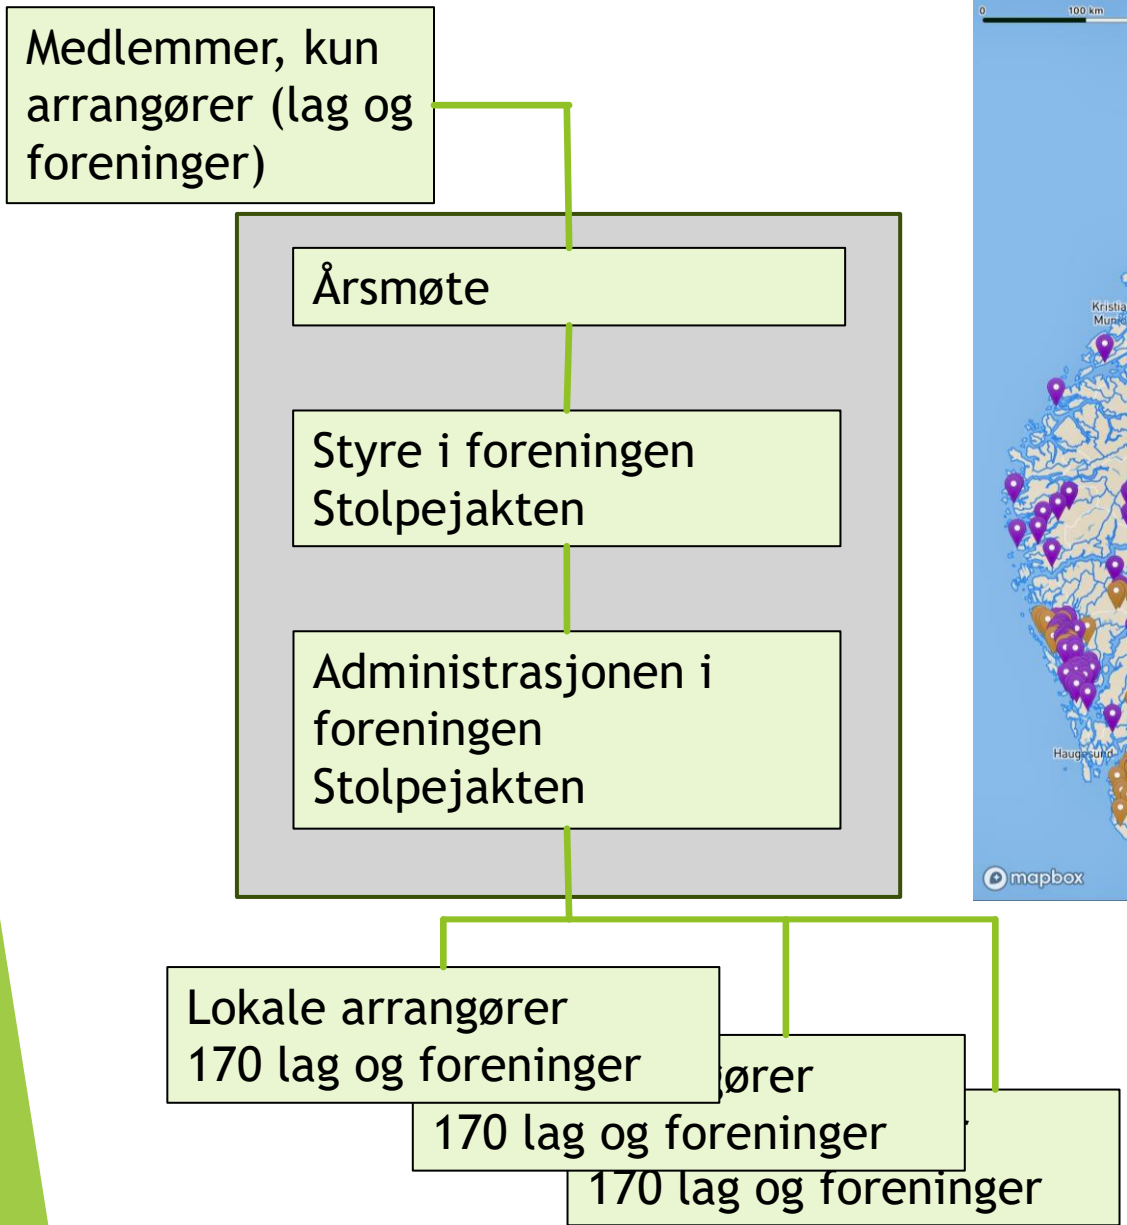 Medlemmer, kun
arrangører (lag og
foreninger)
Årsmøte
Styre i foreningen
Stolpejakten
Administrasjonen i
foreningen
Stolpejakten
Lokale arrangører
170 lag og foreninger
170 lag og foreninger
170 lag og foreninger
0 100 km
Haugesund
mapbox